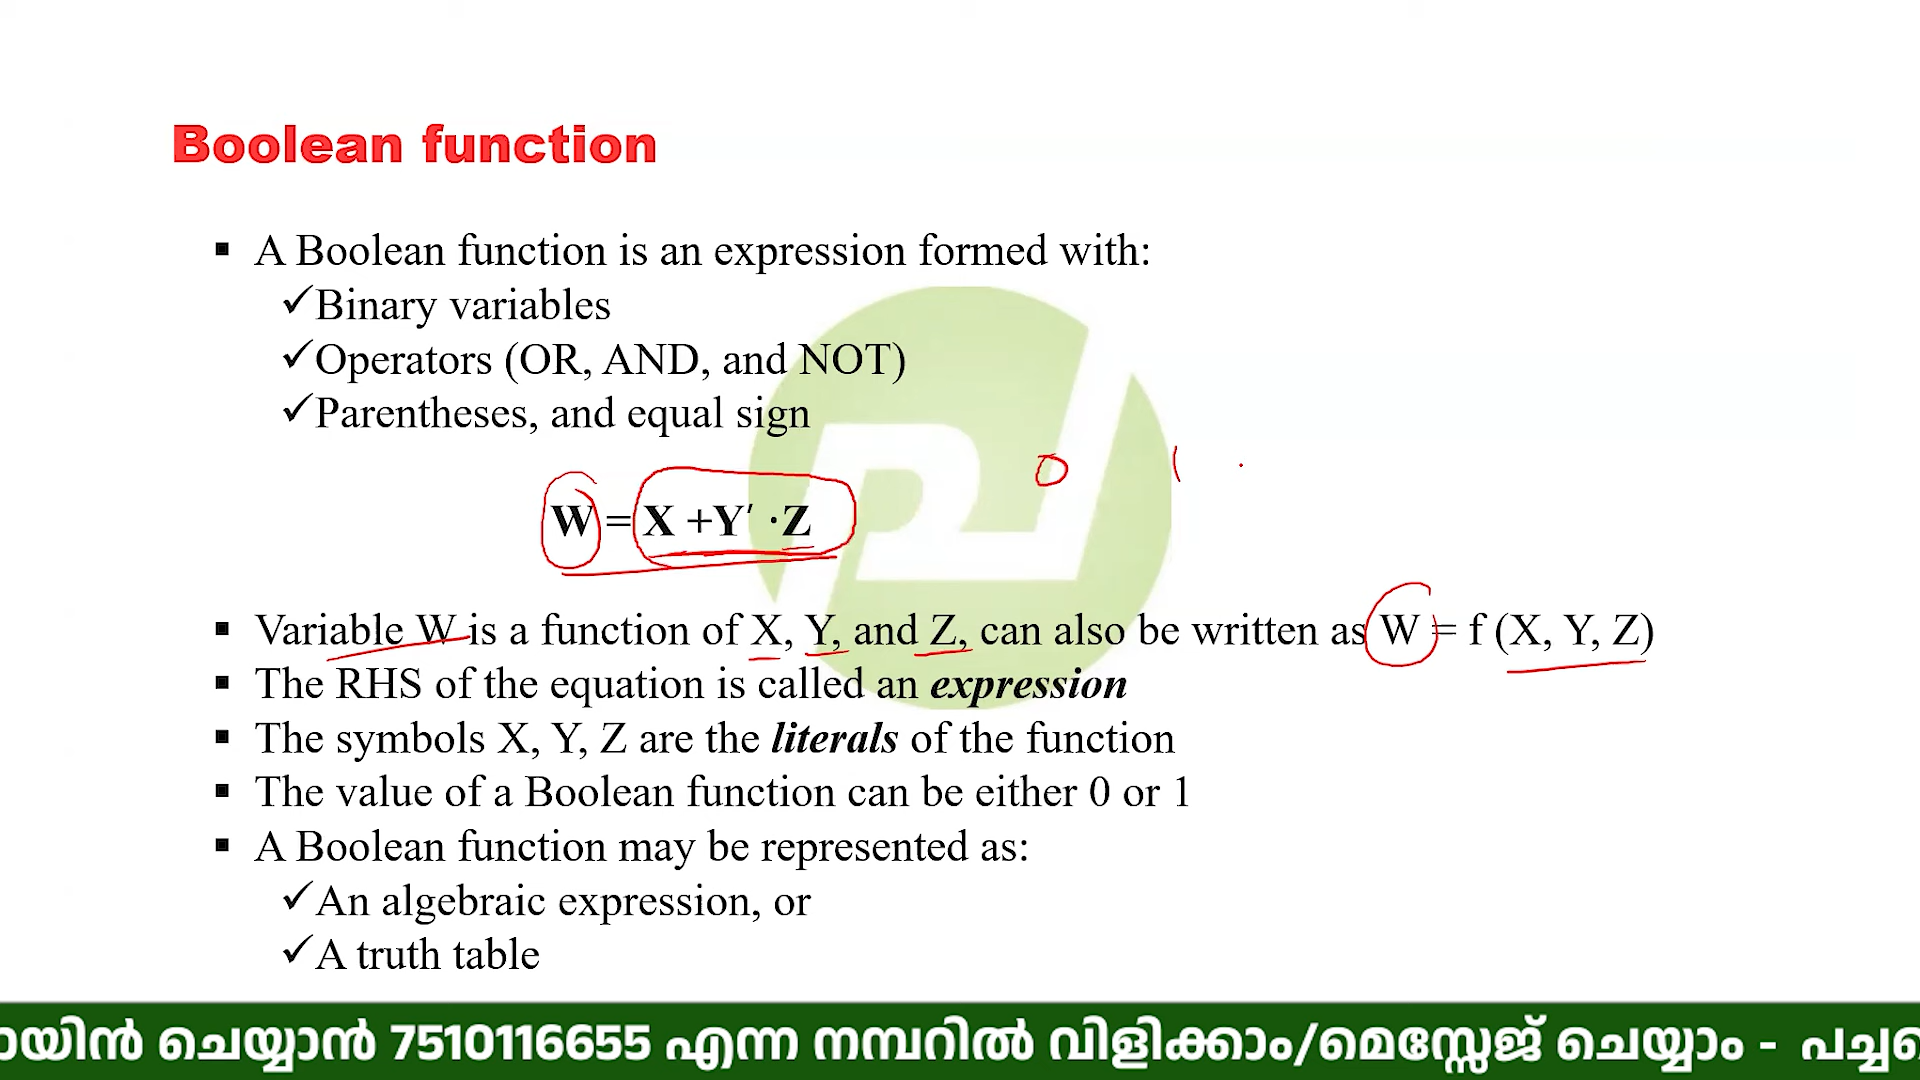 Boolean function
▪ A Boolean function is an expression formed with:
✓Binary variables
✓Operators (OR, AND, and NOT)
✓Parentheses, and equal sign
0 1
W = X +Y′ ·Z
▪ Variable W is a function of X, Y, and Z, can also be written as W = f (X, Y, Z)
▪ The RHS of the equation is called an expression
▪ The symbols X, Y, Z are the literals of the function
▪ The value of a Boolean function can be either 0 or 1
▪ A Boolean function may be represented as:
✓An algebraic expression, or
✓A truth table
ചെയ്യാൻ 7510116655 എന്ന നമ്പറിൽ വിളിക്കാം/മെസ്സേജ് ചെയ്യാം -